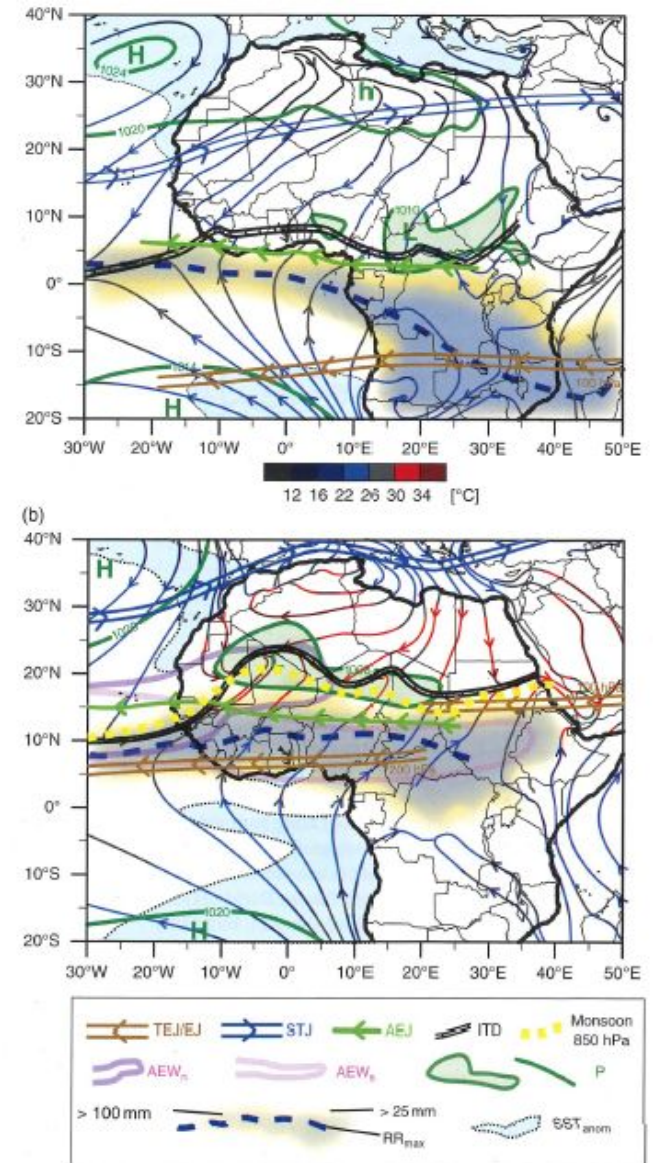 40°N
H
1024
30°N
h
1020
20°N
10°N
1010
L
0°
10°S
1014
100 hPa
H
20°S
30°W 20°W 10°W 0° 10°E 20°E 30°E 40°E 50°E
12 16 22 26 30 34 [°C]
(b)
40°N
H
30°N
1020
20°N
10°N
200 hPa
0°
10°S
1020
H
20°S
30°W 20°W 10°W 0° 10°E 20°E 30°E 40°E 50°E
TEJ/EJ STJ AEJ ITD Monsoon
850 hPa
AEWn AEWs P
> 100 mm > 25 mm
RRmax
SSTanom